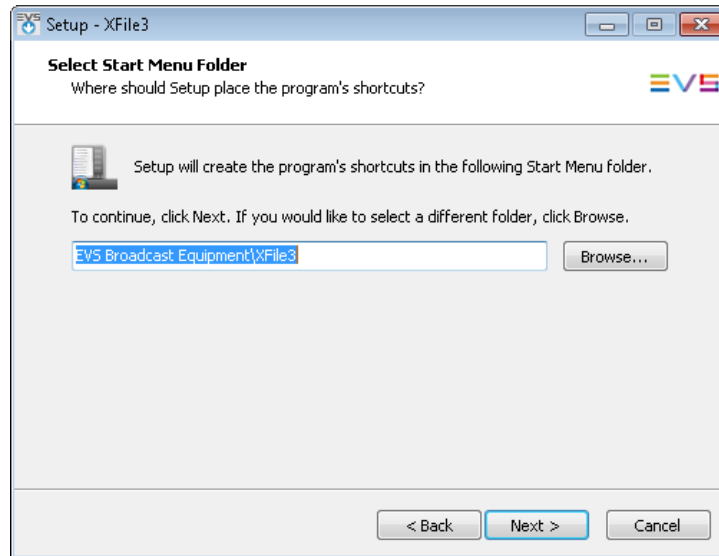 EVS
Setup - XFile3
Select Start Menu Folder
Where should Setup place the program's shortcuts?
EVS
Setup will create the program's shortcuts in the following Start Menu folder.
To continue, click Next. If you would like to select a different folder, click Browse.
EVS Broadcast Equipment\XFile3
Browse...
< Back
Next >
Cancel